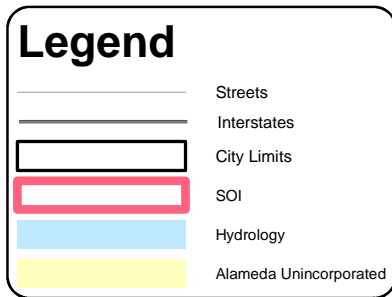 Legend
Streets
Interstates
City Limits
SOI
Hydrology
Alameda Unincorporated